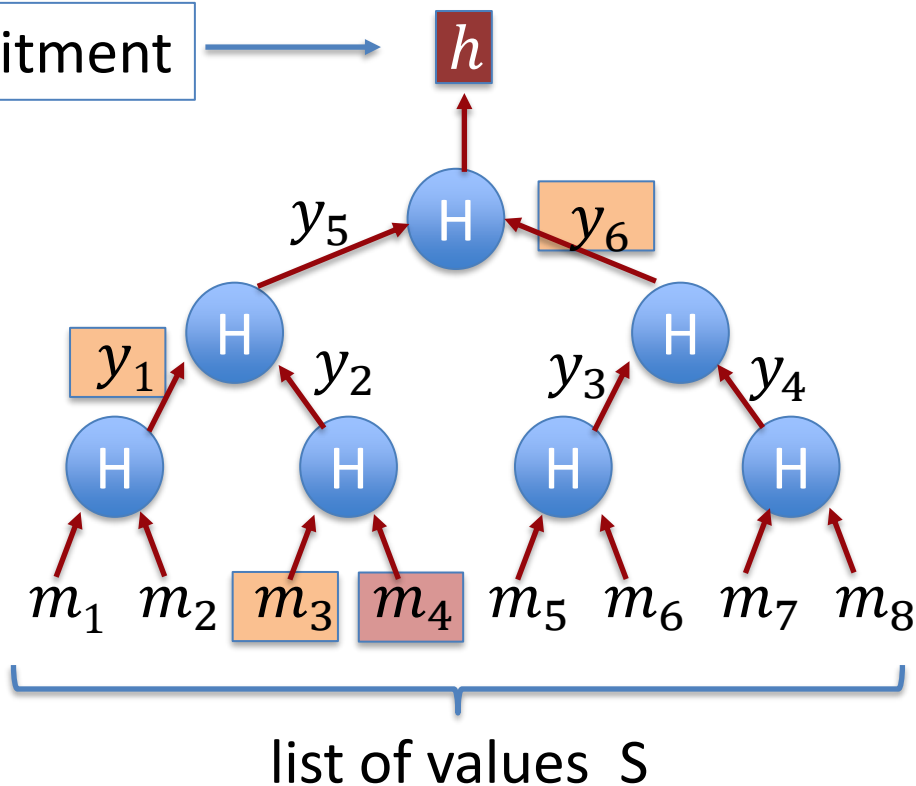 itment
h
H
y₅
y₆
H
H
y₁
y₂
y₃
y₄
H
H
H
H
m₁ m₂ m₃ m₄ m₅ m₆ m₇ m₈
list of values S